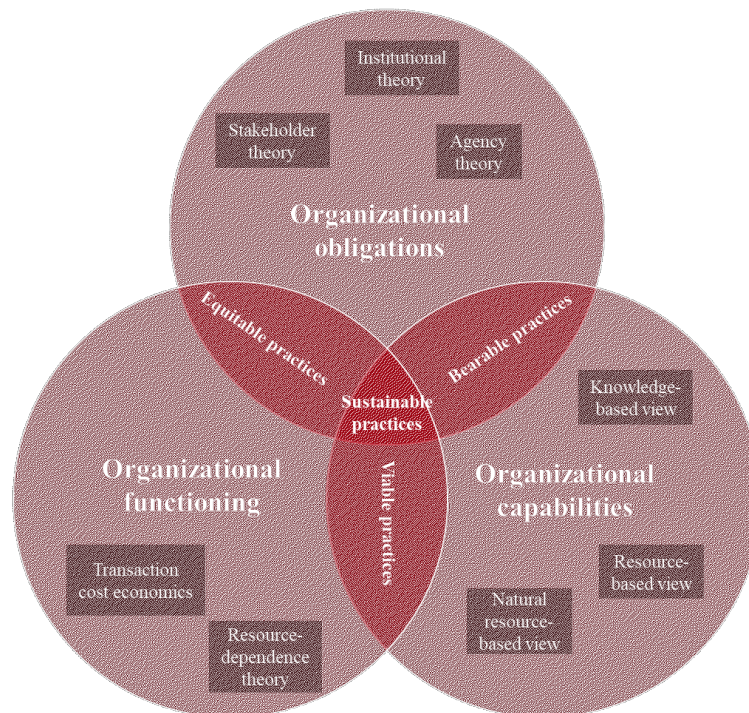 Institutional
theory
Stakeholder
theory
Agency
theory
Organizational
obligations
Equitable practices
Bearable practices
Sustainable
practices
Viable practices
Knowledge-
based view
Organizational
functioning
Organizational
capabilities
Transaction
cost economics
Resource-
based view
Natural
resource-
based view
Resource-
dependence
theory